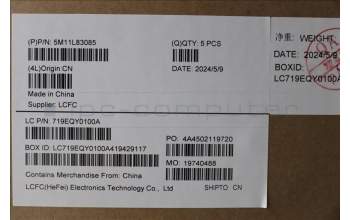 (P)P/N: 5M11L83085
(Q)QTY: 5 PCS
净重: WEIGHT
(4L)Origin:CN
DATE: 2024/5/9
DATE: 2024/5/9
BOXID:
LC719EQY0100A
Made in China
Supplier: LCFC
LC P/N: 719EQY0100A
PO: 4A4502119720
BOX ID: LC719EQY0100A419429117
MO: 19740488
Contains Merchandise From: China
LCFC(HeFei) Electronics Technology Co., Ltd.
SHIPTO CN